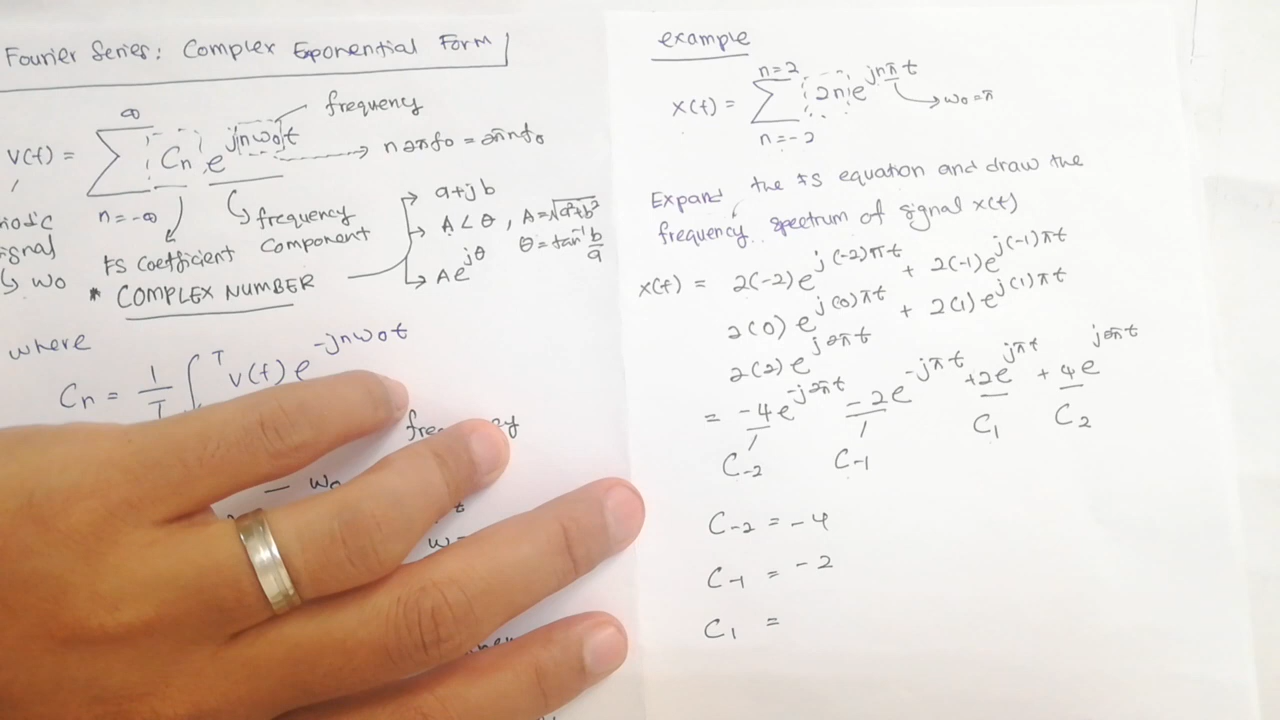 Fourier Series: Complex Exponential Form
frequency
∞
v(t) = ∑ Cn e^jnω0t → n2πf0 = 2πnf0
n=-∞
frequency component
FS coefficient
* COMPLEX NUMBER
a+jb
A∠θ, A=√a²+b²
θ=tan⁻¹ b/a
Ae^jθ
↳ ω0
where
Cn = 1/T ∫^T v(t) e^-jnω0t
— ω0
example
n=2
x(t) = ∑ 2n e^jnπt → ω0=π
n=-2
Expand the FS equation and draw the
frequency spectrum of signal x(t)
x(t) = 2(-2)e^j(-2)πt + 2(-1)e^j(-1)πt
2(0)e^j(0)πt + 2(1)e^j(1)πt
2(2)e^j2πt
= -4e^-j2πt -2e^-jπt +2e^jπt + 4e^j2πt
C-2 C-1 C1 C2
C-2 = -4
C-1 = -2
C1 =